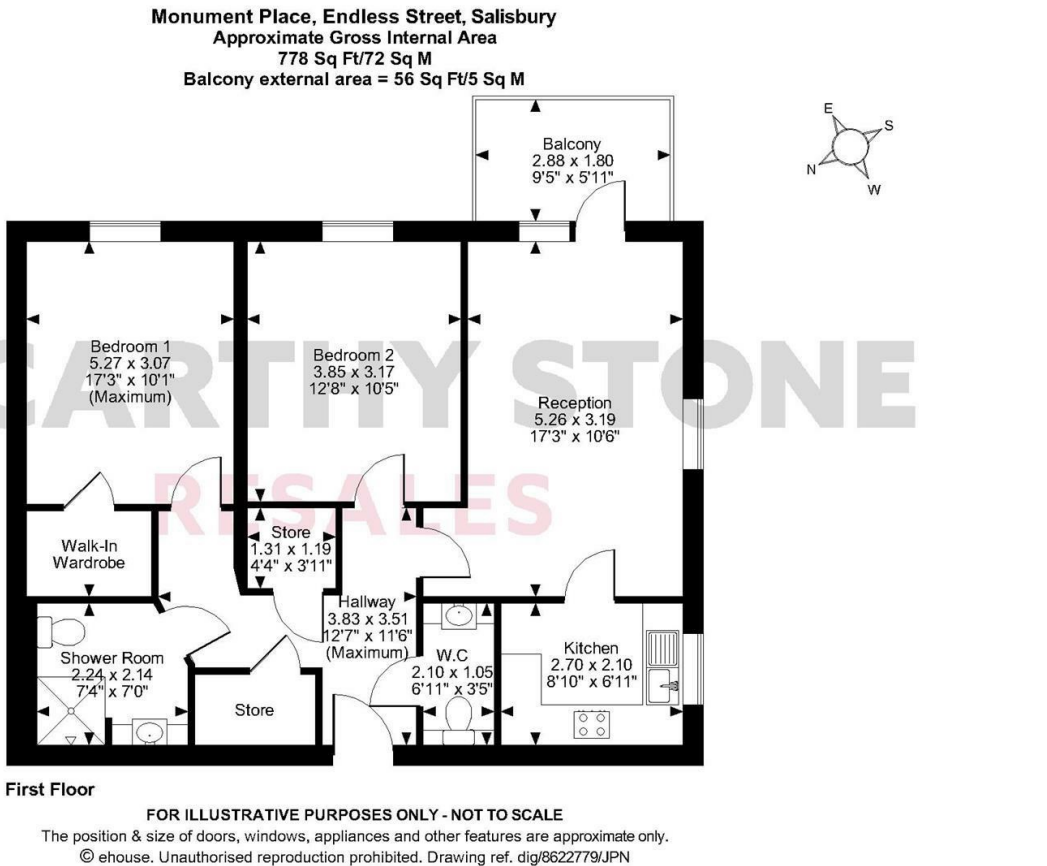 Monument Place, Endless Street, Salisbury
Approximate Gross Internal Area
778 Sq Ft/72 Sq M
Balcony external area = 56 Sq Ft/5 Sq M
E
S
N
W
Balcony
2.88 x 1.80
9'5" x 5'11"
Bedroom 1
5.27 x 3.07
17'3" x 10'1"
(Maximum)
Bedroom 2
3.85 x 3.17
12'8" x 10'5"
Reception
5.26 x 3.19
17'3" x 10'6"
CARTHY STONE
RESALES
Walk-In
Wardrobe
Store
1.31 x 1.19
4'4" x 3'11"
Hallway
3.83 x 3.51
12'7" x 11'6"
(Maximum)
Shower Room
2.24 x 2.14
7'4" x 7'0"
Store
W.C
2.10 x 1.05
6'11" x 3'5"
Kitchen
2.70 x 2.10
8'10" x 6'11"
First Floor
FOR ILLUSTRATIVE PURPOSES ONLY - NOT TO SCALE
The position & size of doors, windows, appliances and other features are approximate only.
© ehouse. Unauthorised reproduction prohibited. Drawing ref. dig/8622779/JPN